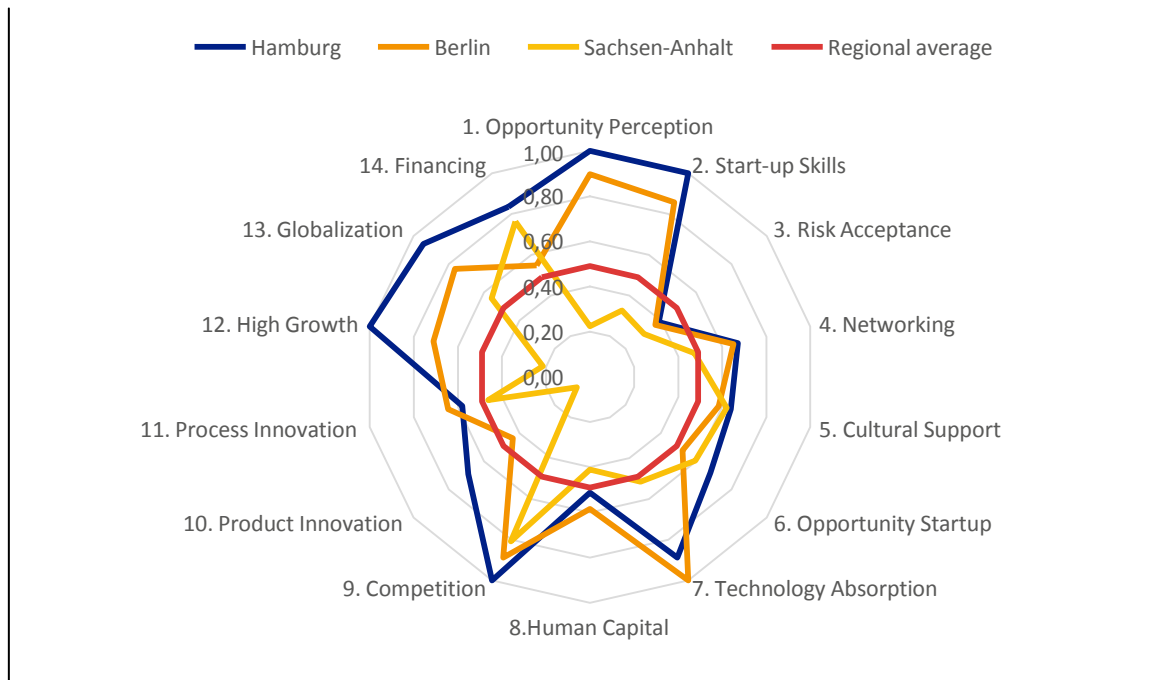 Hamburg Berlin Sachsen-Anhalt Regional average
1. Opportunity Perception
2. Start-up Skills
3. Risk Acceptance
4. Networking
5. Cultural Support
6. Opportunity Startup
7. Technology Absorption
8.Human Capital
9. Competition
10. Product Innovation
11. Process Innovation
12. High Growth
13. Globalization
14. Financing
1,00
0,80
0,60
0,40
0,20
0,00